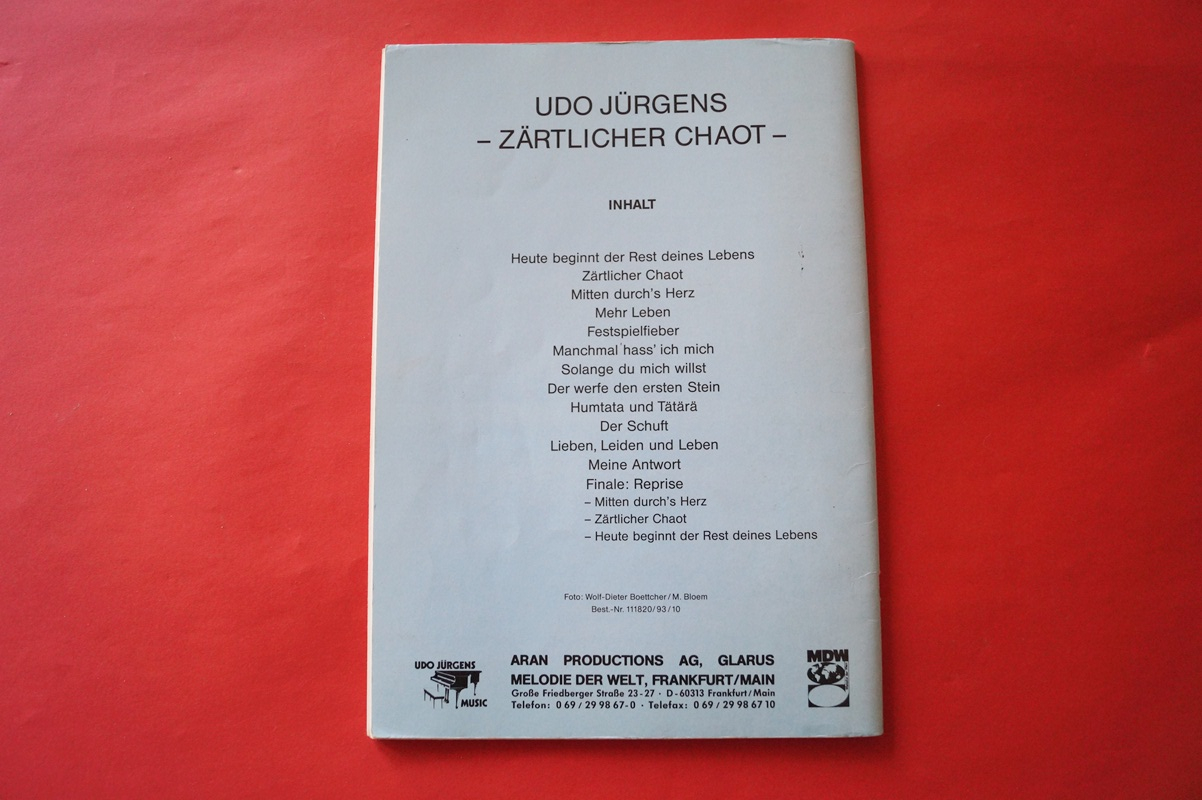 UDO JÜRGENS
– ZÄRTLICHER CHAOT –
INHALT
Heute beginnt der Rest deines Lebens
Zärtlicher Chaot
Mitten durch's Herz
Mehr Leben
Festspielfieber
Manchmal hass' ich mich
Solange du mich willst
Der werfe den ersten Stein
Humtata und Tätärä
Der Schuft
Lieben, Leiden und Leben
Meine Antwort
Finale: Reprise
– Mitten durch's Herz
– Zärtlicher Chaot
– Heute beginnt der Rest deines Lebens
Foto: Wolf-Dieter Boettcher / M. Bloem
Best.-Nr. 111820/93/10
UDO JÜRGENS
MUSIC
ARAN PRODUCTIONS AG, GLARUS
MELODIE DER WELT, FRANKFURT/MAIN
Große Friedberger Straße 23-27 · D-60313 Frankfurt/Main
Telefon: 0 69 / 29 98 67-0 · Telefax: 0 69 / 29 98 67 10
MDW